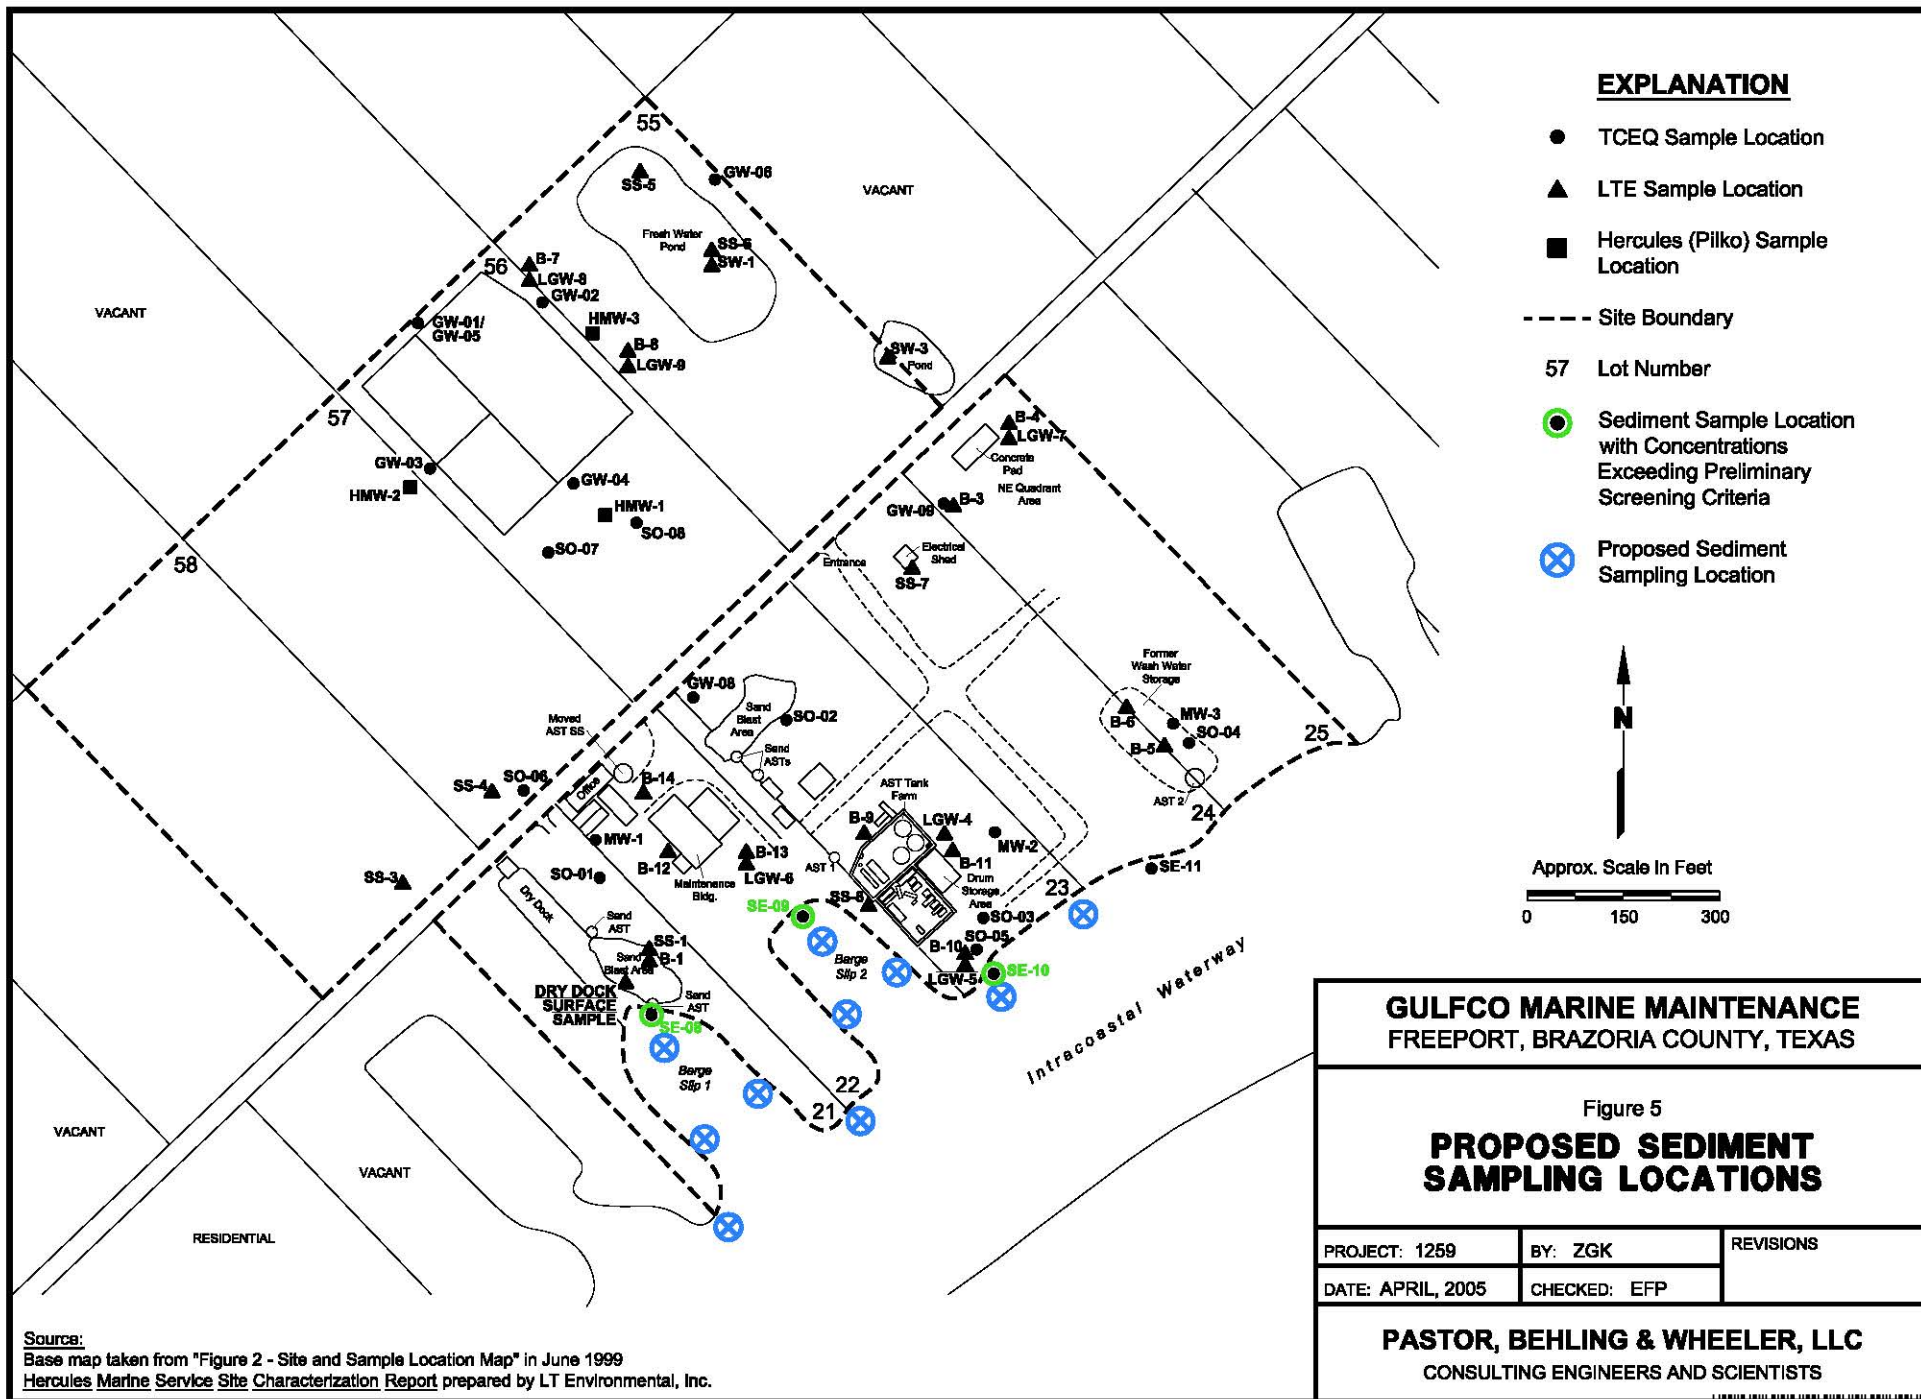 55
SS-5
GW-06
VACANT
Fresh Water
Pond
SS-6
SW-1
56
B-7
LGW-8
GW-02
VACANT
GW-01/
GW-05
HMW-3
B-8
LGW-9
SW-3
Pond
57
B-4
LGW-7
Concrete
Pad
NE Quadrant
Area
GW-03
HMW-2
GW-04
HMW-1
SO-08
SO-07
GW-09
B-3
58
Entrance
Electrical
Shed
SS-7
Former
Wash Water
Storage
B-6
MW-3
SO-04
B-5
AST 2
25
24
GW-08
Sand
Blast
Area
SO-02
Sand
ASTs
Moved
AST SS
Office
B-14
SS-4
SO-06
AST Tank
Farm
B-9
LGW-4
MW-2
B-11
Drum
Storage
Area
AST 1
MW-1
B-12
B-13
LGW-6
Maintenance
Bldg.
SO-01
SS-3
Dry Dock
Sand
AST
SS-1
B-1
Sand
Blast Area
Sand
AST
DRY DOCK
SURFACE
SAMPLE
SE-09
SS-8
SO-03
SO-05
B-10
LGW-5
SE-10
23
SE-11
Barge
Slip 2
Barge
Slip 1
22
21
Intracoastal Waterway
VACANT
VACANT
RESIDENTIAL
EXPLANATION
TCEQ Sample Location
LTE Sample Location
Hercules (Pilko) Sample
Location
Site Boundary
57 Lot Number
Sediment Sample Location
with Concentrations
Exceeding Preliminary
Screening Criteria
Proposed Sediment
Sampling Location
N
Approx. Scale in Feet
0 150 300
GULFCO MARINE MAINTENANCE
FREEPORT, BRAZORIA COUNTY, TEXAS
Figure 5
PROPOSED SEDIMENT
SAMPLING LOCATIONS
PROJECT: 1259
BY: ZGK
REVISIONS
DATE: APRIL, 2005
CHECKED: EFP
PASTOR, BEHLING & WHEELER, LLC
CONSULTING ENGINEERS AND SCIENTISTS
Source:
Base map taken from "Figure 2 - Site and Sample Location Map" in June 1999
Hercules Marine Service Site Characterization Report prepared by LT Environmental, Inc.